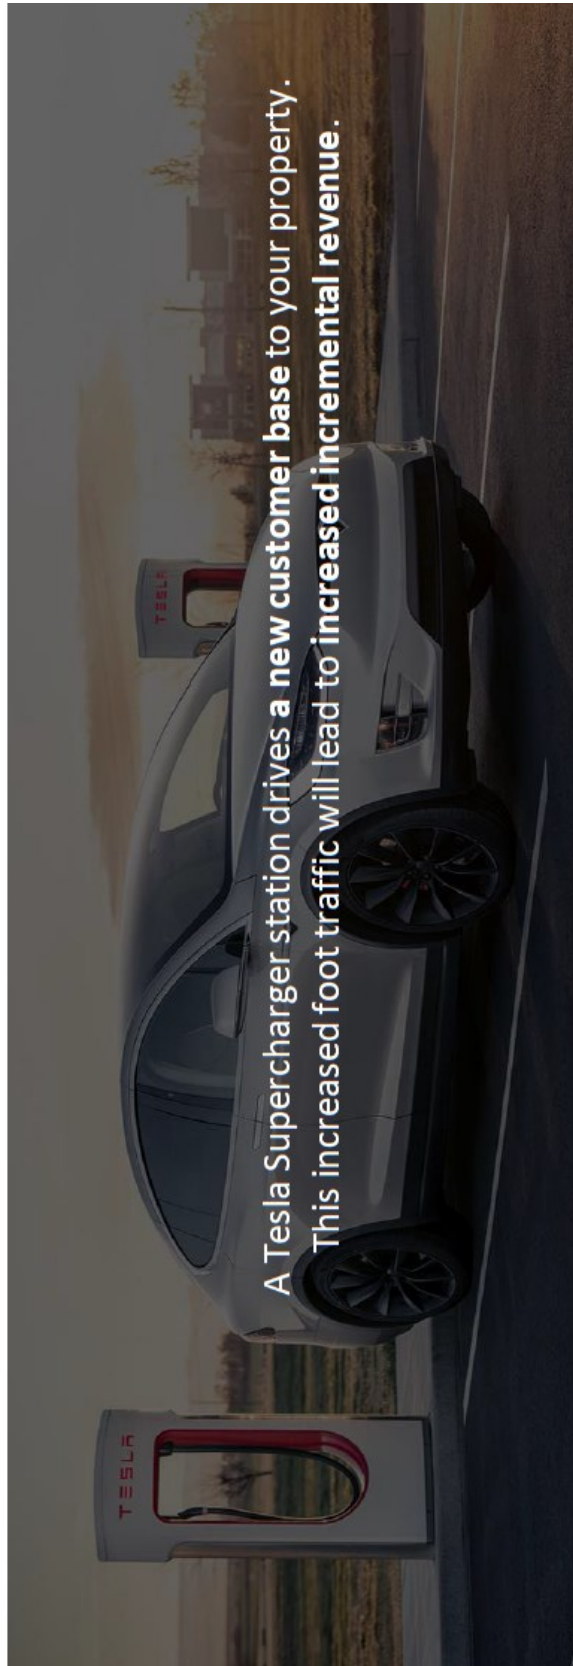 A Tesla Supercharger station drives a new customer base to your property.
This increased foot traffic will lead to increased incremental revenue.
TESLA
TESLA